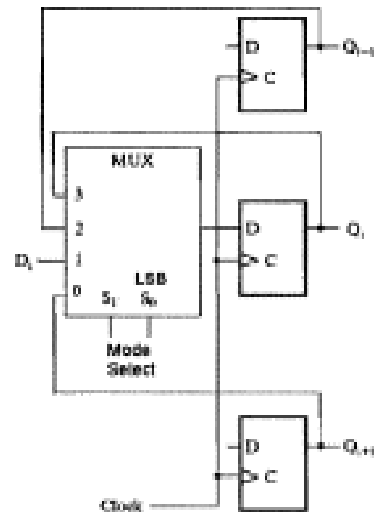 D
Q_{i-1}
C
MUX
3
2
D
Q_i
D_i
1
C
LSB
0
S_1
S_0
Mode
Select
D
Q_{i+1}
C
Clock